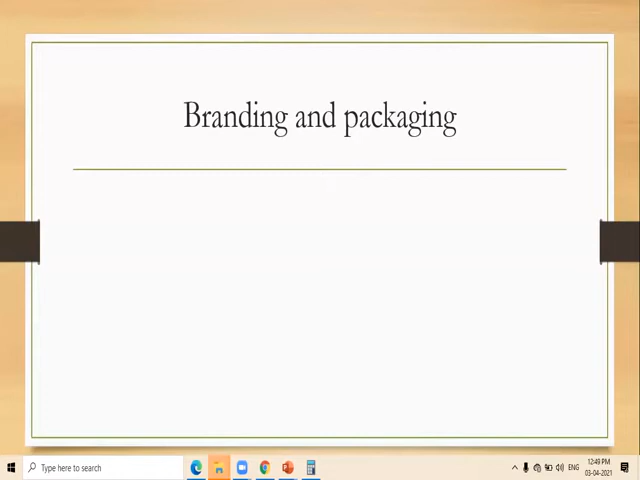 Branding and packaging
Type here to search
ENG
12:49 PM
03-04-2021